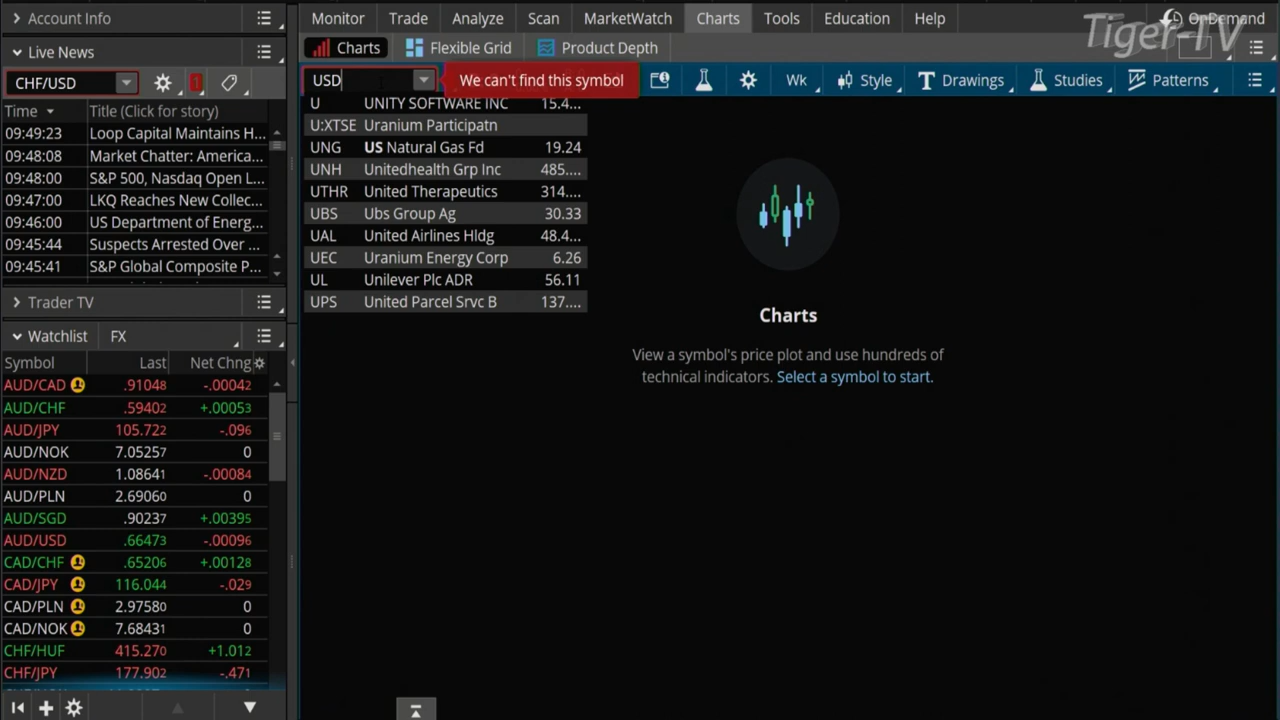 Account Info
Monitor Trade Analyze Scan MarketWatch Charts Tools Education Help
OnDemand
Tiger-TV
Live News
Charts Flexible Grid Product Depth
CHF/USD 1
USD We can't find this symbol
Wk Style Drawings Studies Patterns
Time Title (Click for story)
09:49:23 Loop Capital Maintains H...
09:48:08 Market Chatter: America...
09:48:00 S&P 500, Nasdaq Open L...
09:47:00 LKQ Reaches New Collec...
09:46:00 US Department of Energ...
09:45:44 Suspects Arrested Over ...
09:45:41 S&P Global Composite P...
U UNITY SOFTWARE INC 15.4...
U:XTSE Uranium Participatn
UNG US Natural Gas Fd 19.24
UNH Unitedhealth Grp Inc 485....
UTHR United Therapeutics 314....
UBS Ubs Group Ag 30.33
UAL United Airlines Hldg 48.4...
UEC Uranium Energy Corp 6.26
UL Unilever Plc ADR 56.11
UPS United Parcel Srvc B 137....
Trader TV
Watchlist FX
Symbol Last Net Chng
AUD/CAD .91048 -.00042
AUD/CHF .59402 +.00053
AUD/JPY 105.722 -.096
AUD/NOK 7.05257 0
AUD/NZD 1.08641 -.00084
AUD/PLN 2.69060 0
AUD/SGD .90237 +.00395
AUD/USD .66473 -.00096
CAD/CHF .65206 +.00128
CAD/JPY 116.044 -.029
CAD/PLN 2.97580 0
CAD/NOK 7.68431 0
CHF/HUF 415.270 +1.012
CHF/JPY 177.902 -.471
Charts
View a symbol's price plot and use hundreds of
technical indicators. Select a symbol to start.